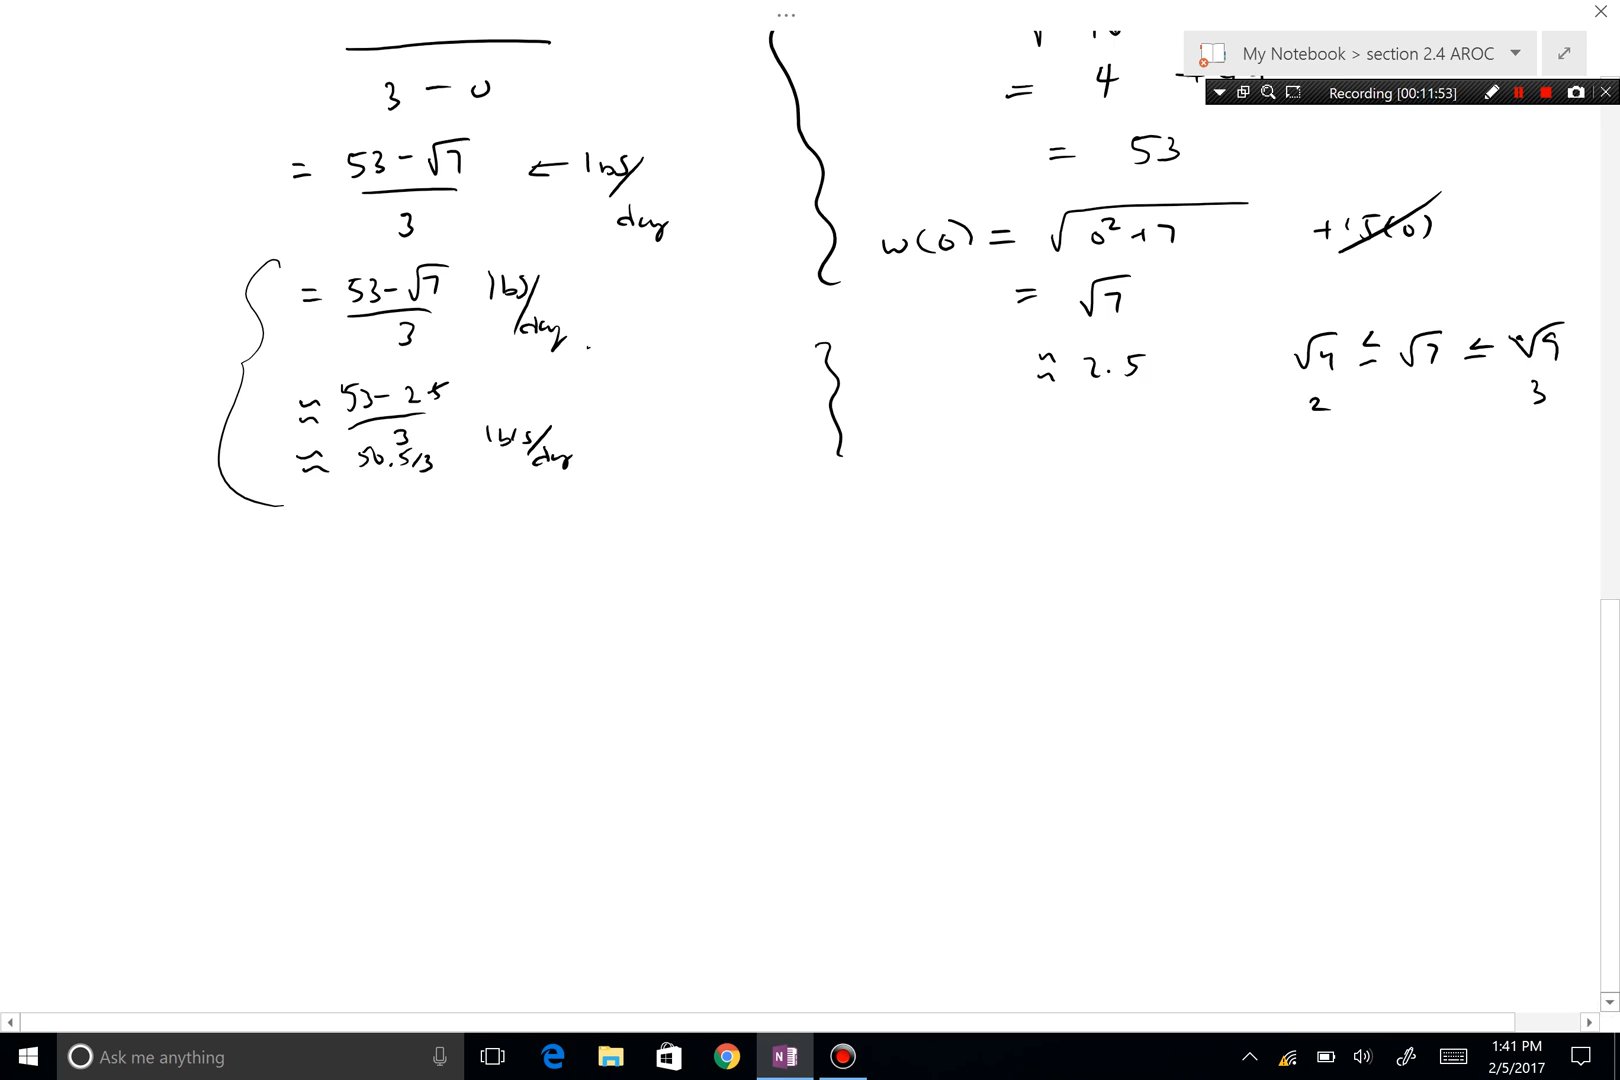 ...
My Notebook > section 2.4 AROC
Recording [00:11:53]
3 - 0
= 53 - √7 / 3 ← lbs/day
= 53 - √7 / 3 lbs/day.
≈ 53 - 2.5 / 3
≈ 50.5/3 lbs/day
= 4
= 53
w(0) = √0² + 7 + 15(0)
= √7
≈ 2.5
√4 ≤ √7 ≤ √9
2 3
Ask me anything
1:41 PM
2/5/2017